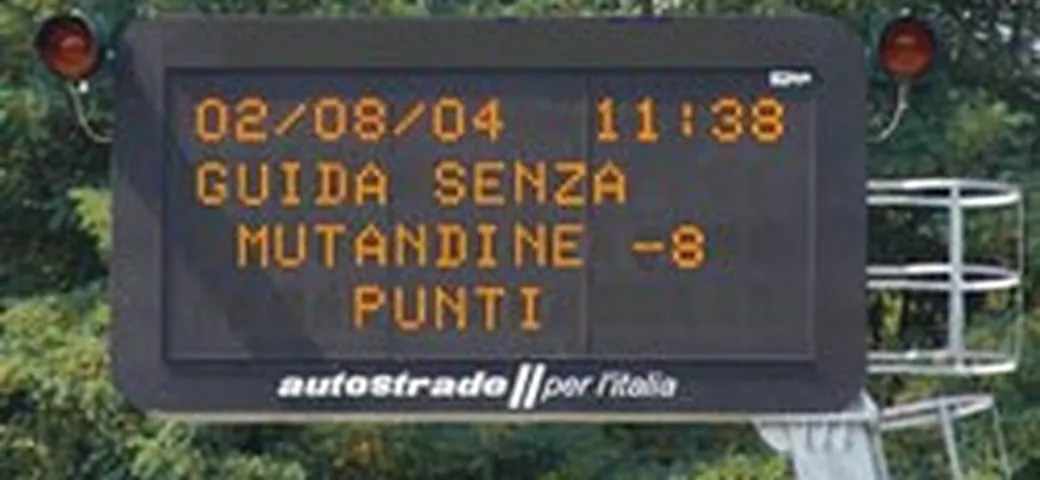 02/08/04 11:38
GUIDA SENZA
MUTANDINE -8
PUNTI
autostrade//per l'italia